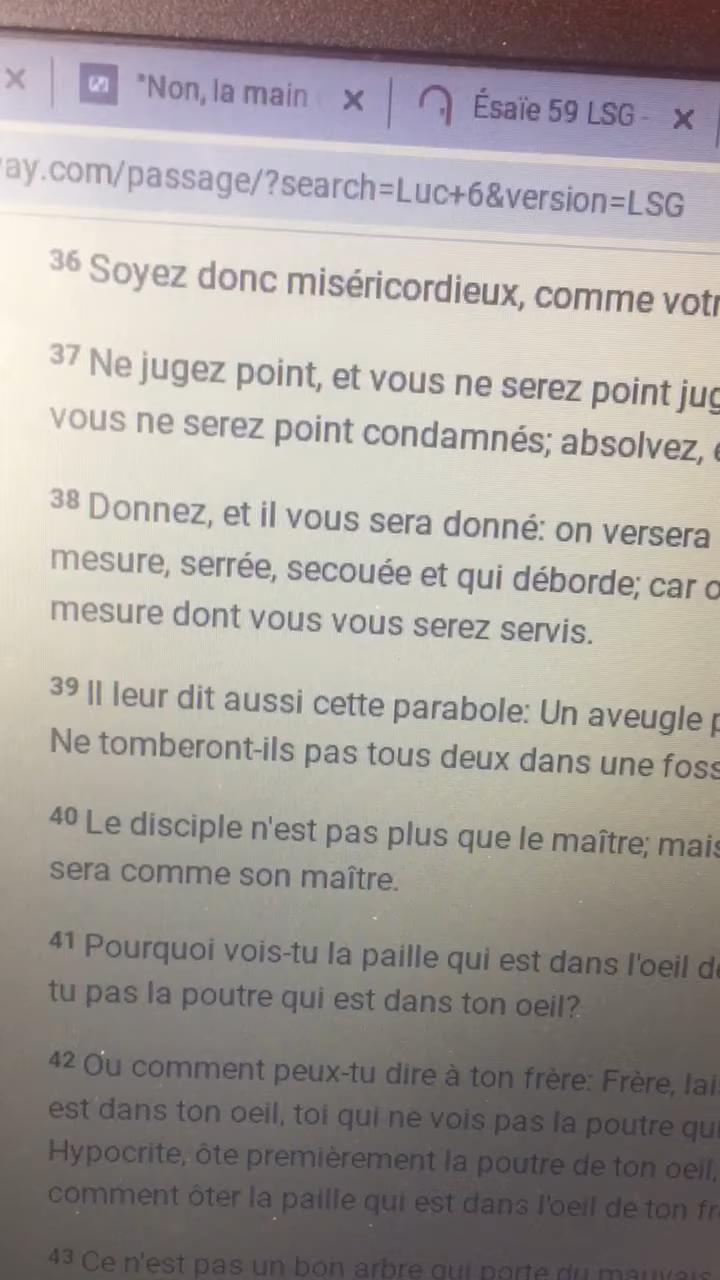 "Non, la main
Ésaïe 59 LSG -
ay.com/passage/?search=Luc+6&version=LSG
36 Soyez donc miséricordieux, comme votr
37 Ne jugez point, et vous ne serez point jug
vous ne serez point condamnés; absolvez, e
38 Donnez, et il vous sera donné: on versera
mesure, serrée, secouée et qui déborde; car o
mesure dont vous vous serez servis.
39 Il leur dit aussi cette parabole: Un aveugle p
Ne tomberont-ils pas tous deux dans une foss
40 Le disciple n'est pas plus que le maître; mais
sera comme son maître.
41 Pourquoi vois-tu la paille qui est dans l'oeil de
tu pas la poutre qui est dans ton oeil?
42 Ou comment peux-tu dire à ton frère: Frère, lai
est dans ton oeil, toi qui ne vois pas la poutre qui
Hypocrite, ôte premièrement la poutre de ton oeil,
comment ôter la paille qui est dans l'oeil de ton fr
43 Ce n'est pas un bon arbre qui porte du mauvais